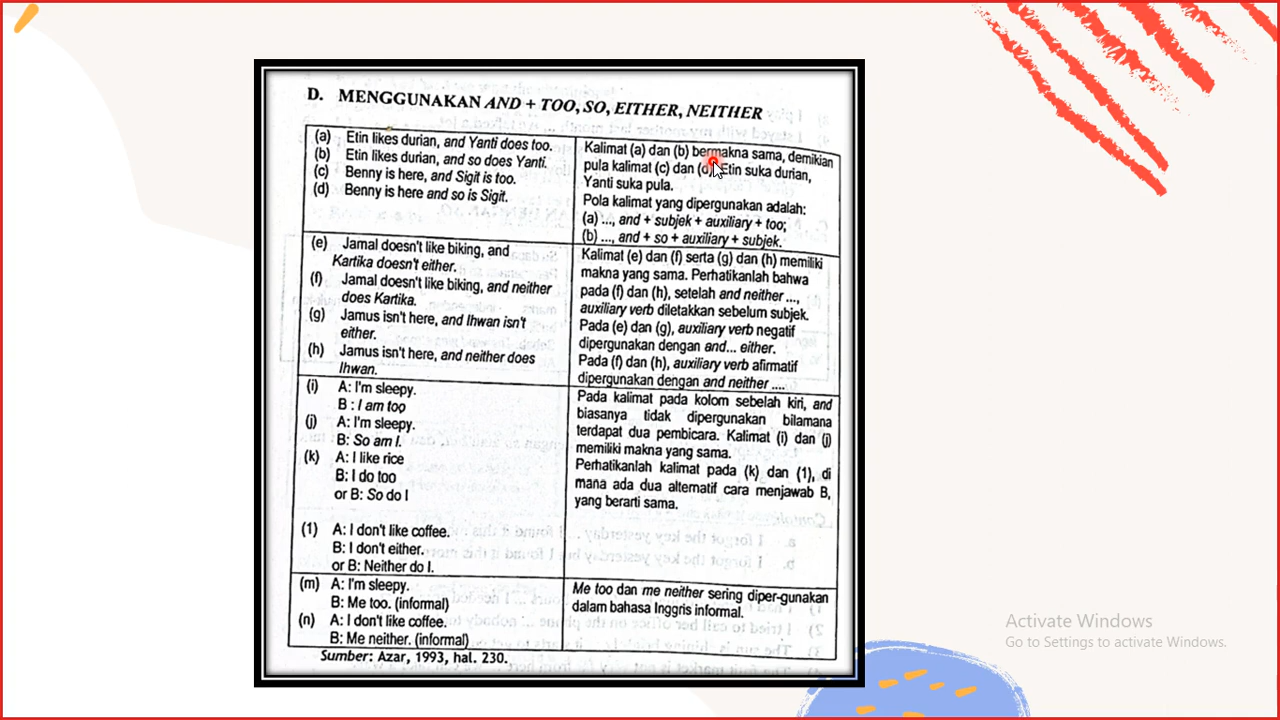 D. MENGGUNAKAN AND + TOO, SO, EITHER, NEITHER
(a) Etin likes durian, and Yanti does too.
(b) Etin likes durian, and so does Yanti.
(c) Benny is here, and Sigit is too.
(d) Benny is here and so is Sigit.
Kalimat (a) dan (b) bermakna sama, demikian
pula kalimat (c) dan (d). Etin suka durian,
Yanti suka pula.
Pola kalimat yang dipergunakan adalah:
(a) ..., and + subjek + auxiliary + too;
(b) ..., and + so + auxiliary + subjek.
(e) Jamal doesn't like biking, and
Kartika doesn't either.
(f) Jamal doesn't like biking, and neither
does Kartika.
(g) Jamus isn't here, and Ihwan isn't
either.
(h) Jamus isn't here, and neither does
Ihwan.
Kalimat (e) dan (f) serta (g) dan (h) memiliki
makna yang sama. Perhatikanlah bahwa
pada (f) dan (h), setelah and neither ...,
auxiliary verb diletakkan sebelum subjek.
Pada (e) dan (g), auxiliary verb negatif
dipergunakan dengan and... either.
Pada (f) dan (h), auxiliary verb afirmatif
dipergunakan dengan and neither ....
(i) A: I'm sleepy.
B : I am too
(j) A: I'm sleepy.
B: So am I.
(k) A: I like rice
B: I do too
or B: So do I
(1) A: I don't like coffee.
B: I don't either.
or B: Neither do I.
Pada kalimat pada kolom sebelah kiri, and
biasanya tidak dipergunakan bilamana
terdapat dua pembicara. Kalimat (i) dan (j)
memiliki makna yang sama.
Perhatikanlah kalimat pada (k) dan (1), di
mana ada dua alternatif cara menjawab B,
yang berarti sama.
(m) A: I'm sleepy.
B: Me too. (informal)
(n) A: I don't like coffee.
B: Me neither. (informal)
Me too dan me neither sering diper-gunakan
dalam bahasa Inggris informal.
Sumber: Azar, 1993, hal. 230.
Activate Windows
Go to Settings to activate Windows.